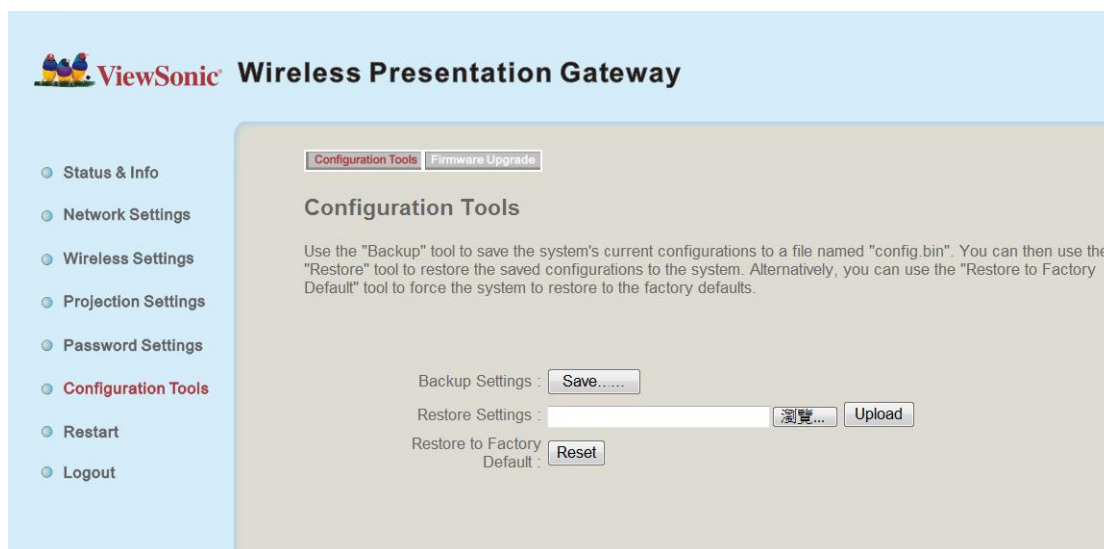 ViewSonic® Wireless Presentation Gateway
Status & Info
Network Settings
Wireless Settings
Projection Settings
Password Settings
Configuration Tools
Restart
Logout
Configuration Tools Firmware Upgrade
Configuration Tools
Use the "Backup" tool to save the system's current configurations to a file named "config.bin". You can then use the
"Restore" tool to restore the saved configurations to the system. Alternatively, you can use the "Restore to Factory
Default" tool to force the system to restore to the factory defaults.
Backup Settings : Save......
Restore Settings : 瀏覽... Upload
Restore to Factory
Default : Reset